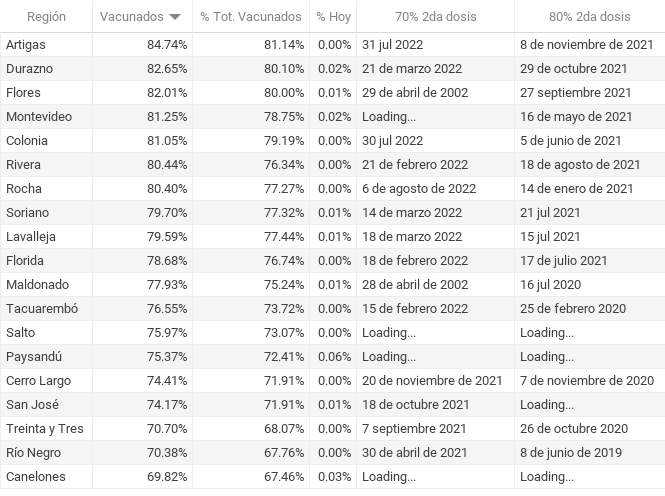 Región Vacunados % Tot. Vacunados % Hoy 70% 2da dosis 80% 2da dosis
Artigas 84.74% 81.14% 0.00% 31 jul 2022 8 de noviembre de 2021
Durazno 82.65% 80.10% 0.02% 21 de marzo 2022 29 de octubre 2021
Flores 82.01% 80.00% 0.01% 29 de abril de 2002 27 septiembre 2021
Montevideo 81.25% 78.75% 0.02% Loading... 16 de mayo de 2021
Colonia 81.05% 79.19% 0.00% 30 jul 2022 5 de junio de 2021
Rivera 80.44% 76.34% 0.00% 21 de febrero 2022 18 de agosto de 2021
Rocha 80.40% 77.27% 0.00% 6 de agosto de 2022 14 de enero de 2021
Soriano 79.70% 77.32% 0.01% 14 de marzo 2022 21 jul 2021
Lavalleja 79.59% 77.44% 0.01% 18 de marzo 2022 15 jul 2021
Florida 78.68% 76.74% 0.00% 18 de febrero 2022 17 de julio 2021
Maldonado 77.93% 75.24% 0.01% 28 de abril de 2002 16 jul 2020
Tacuarembó 76.55% 73.72% 0.00% 15 de febrero 2022 25 de febrero 2020
Salto 75.97% 73.07% 0.00% Loading... Loading...
Paysandú 75.37% 72.41% 0.06% Loading... Loading...
Cerro Largo 74.41% 71.91% 0.00% 20 de noviembre de 2021 7 de noviembre de 2020
San José 74.17% 71.91% 0.01% 18 de octubre 2021 Loading...
Treinta y Tres 70.70% 68.07% 0.00% 7 septiembre 2021 26 de octubre 2020
Río Negro 70.38% 67.76% 0.00% 30 de abril de 2021 8 de junio de 2019
Canelones 69.82% 67.46% 0.03% Loading... Loading...